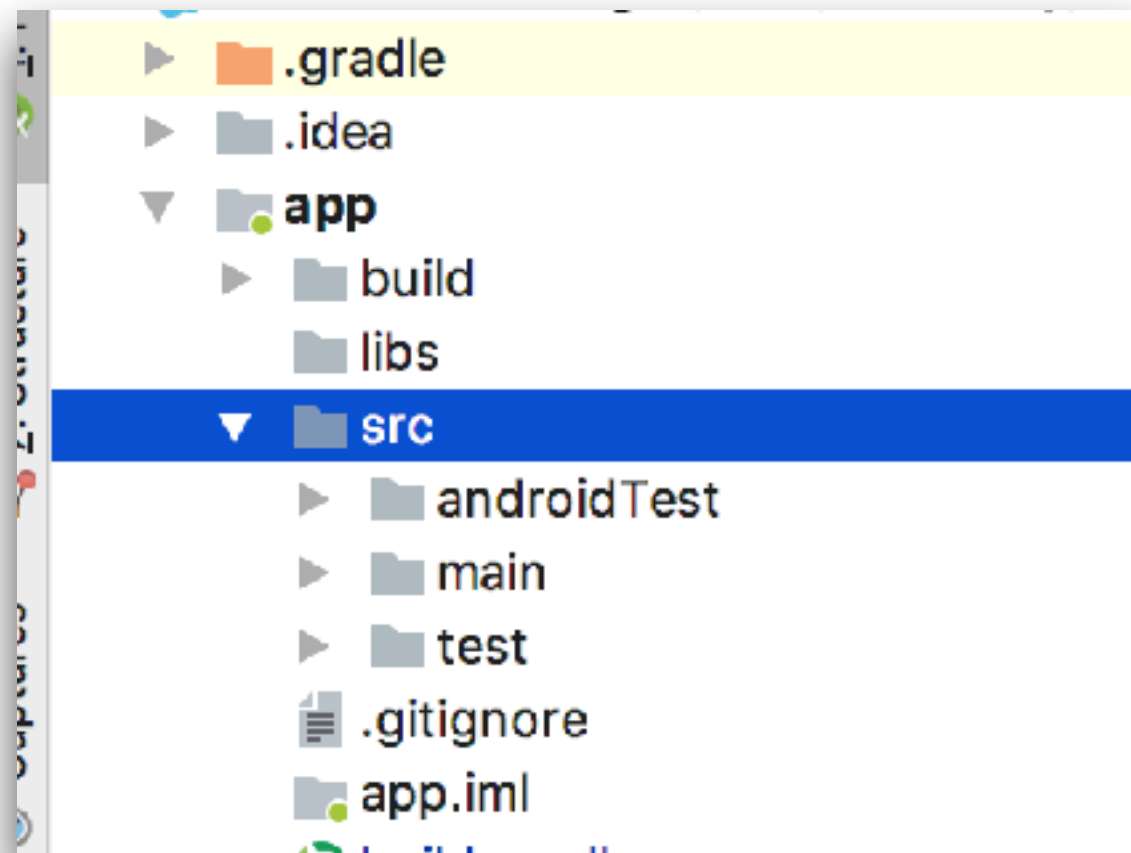 .gradle
.idea
app
build
libs
src
androidTest
main
test
.gitignore
app.iml